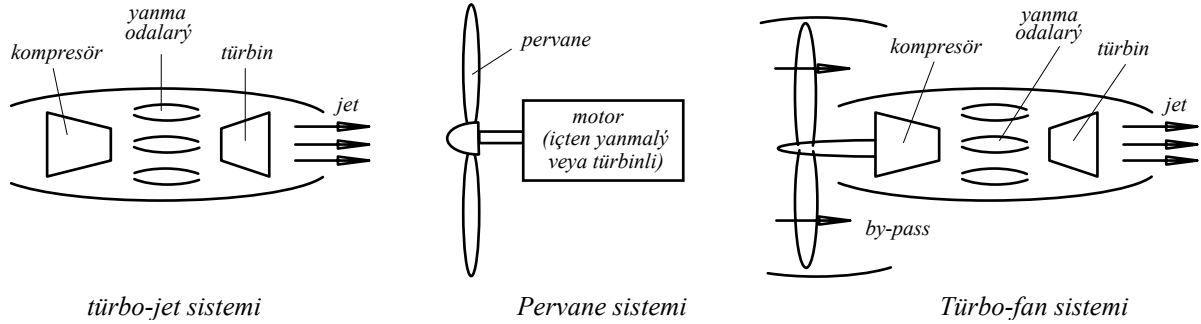 kompresör
yanma
odalarý
türbin
jet
türbo-jet sistemi
pervane
motor
(içten yanmalý
veya türbinli)
Pervane sistemi
kompresör
yanma
odalarý
türbin
jet
by-pass
Türbo-fan sistemi